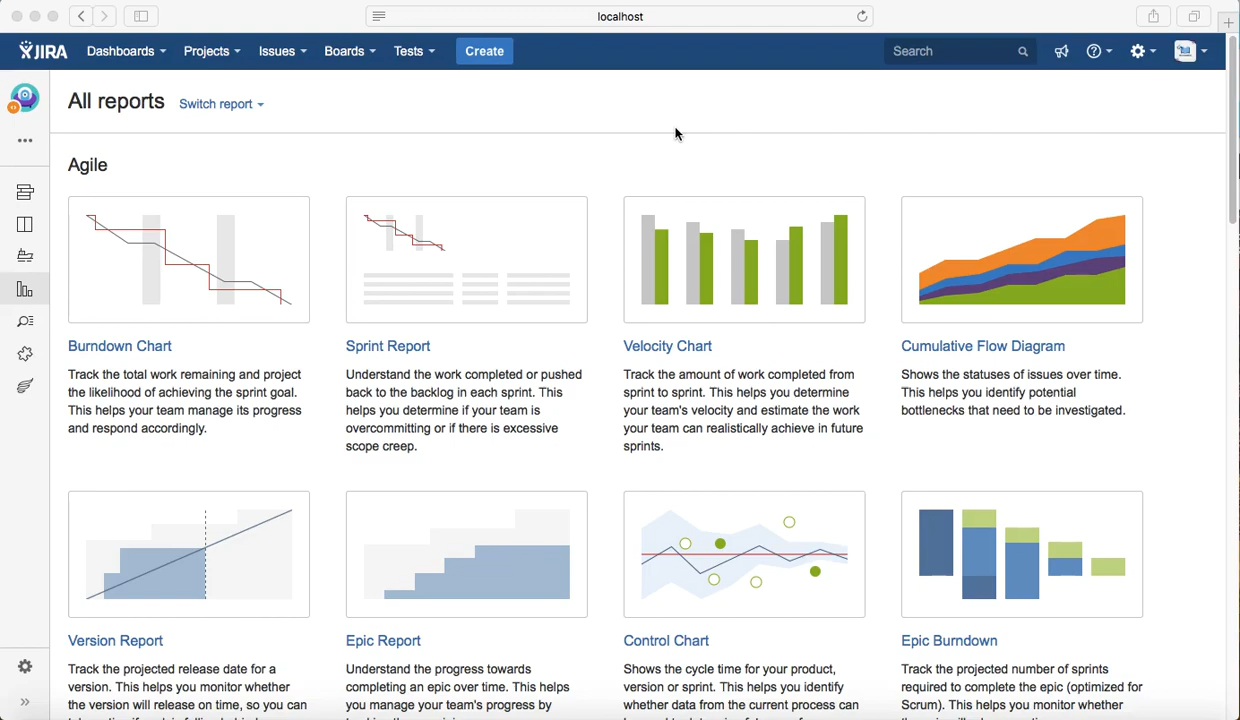 localhost
JIRA Dashboards Projects Issues Boards Tests Create Search
All reports Switch report
Agile
Burndown Chart
Track the total work remaining and project
the likelihood of achieving the sprint goal.
This helps your team manage its progress
and respond accordingly.
Sprint Report
Understand the work completed or pushed
back to the backlog in each sprint. This
helps you determine if your team is
overcommitting or if there is excessive
scope creep.
Velocity Chart
Track the amount of work completed from
sprint to sprint. This helps you determine
your team's velocity and estimate the work
your team can realistically achieve in future
sprints.
Cumulative Flow Diagram
Shows the statuses of issues over time.
This helps you identify potential
bottlenecks that need to be investigated.
Version Report
Track the projected release date for a
version. This helps you monitor whether
the version will release on time, so you can
Epic Report
Understand the progress towards
completing an epic over time. This helps
you manage your team's progress by
Control Chart
Shows the cycle time for your product,
version or sprint. This helps you identify
whether data from the current process can
Epic Burndown
Track the projected number of sprints
required to complete the epic (optimized for
Scrum). This helps you monitor whether